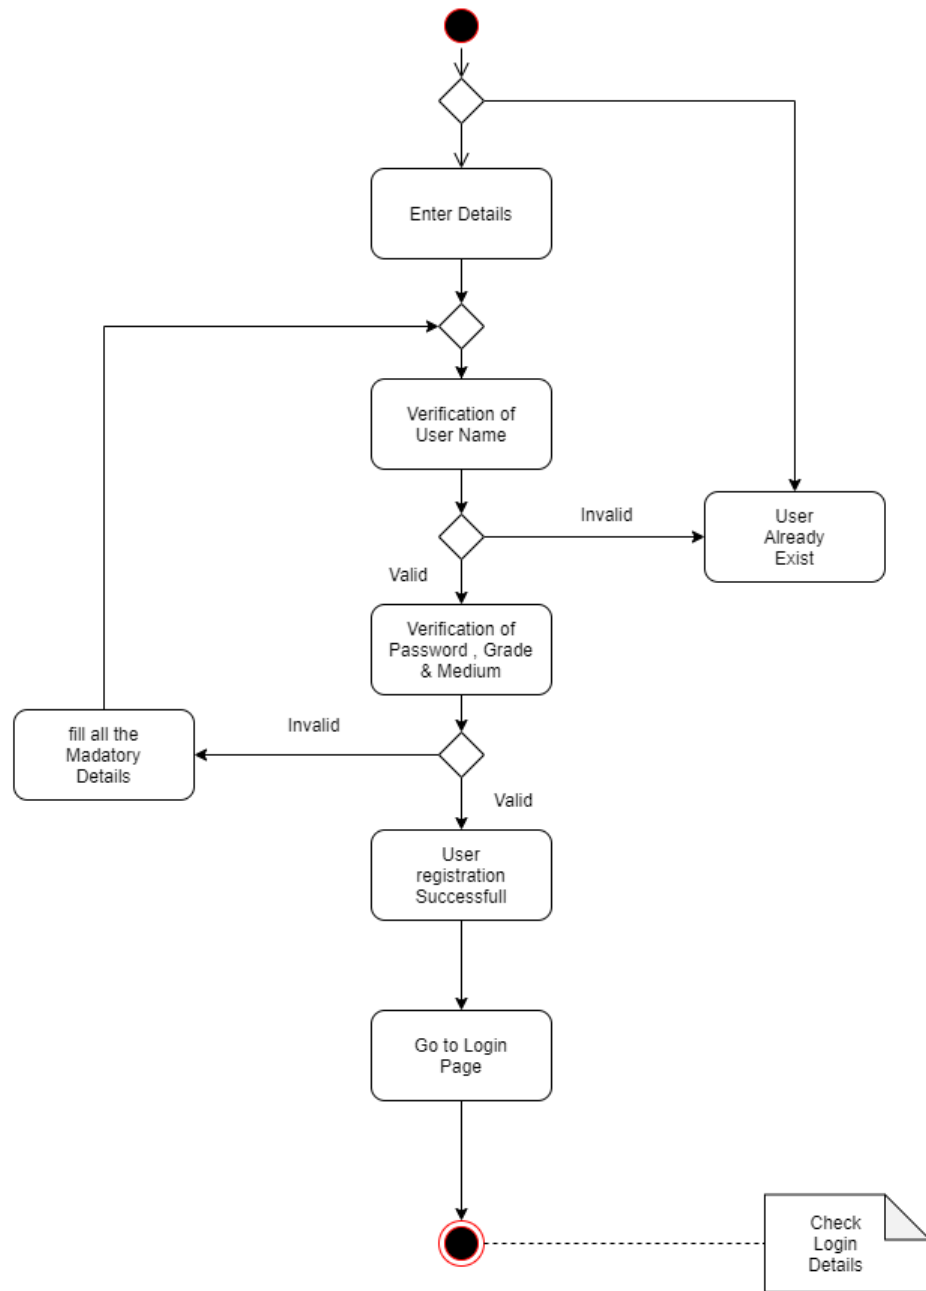 Enter Details
Verification of
User Name
Invalid
User
Already
Exist
Valid
Verification of
Password , Grade
& Medium
Invalid
fill all the
Madatory
Details
Valid
User
registration
Successfull
Go to Login
Page
Check
Login
Details